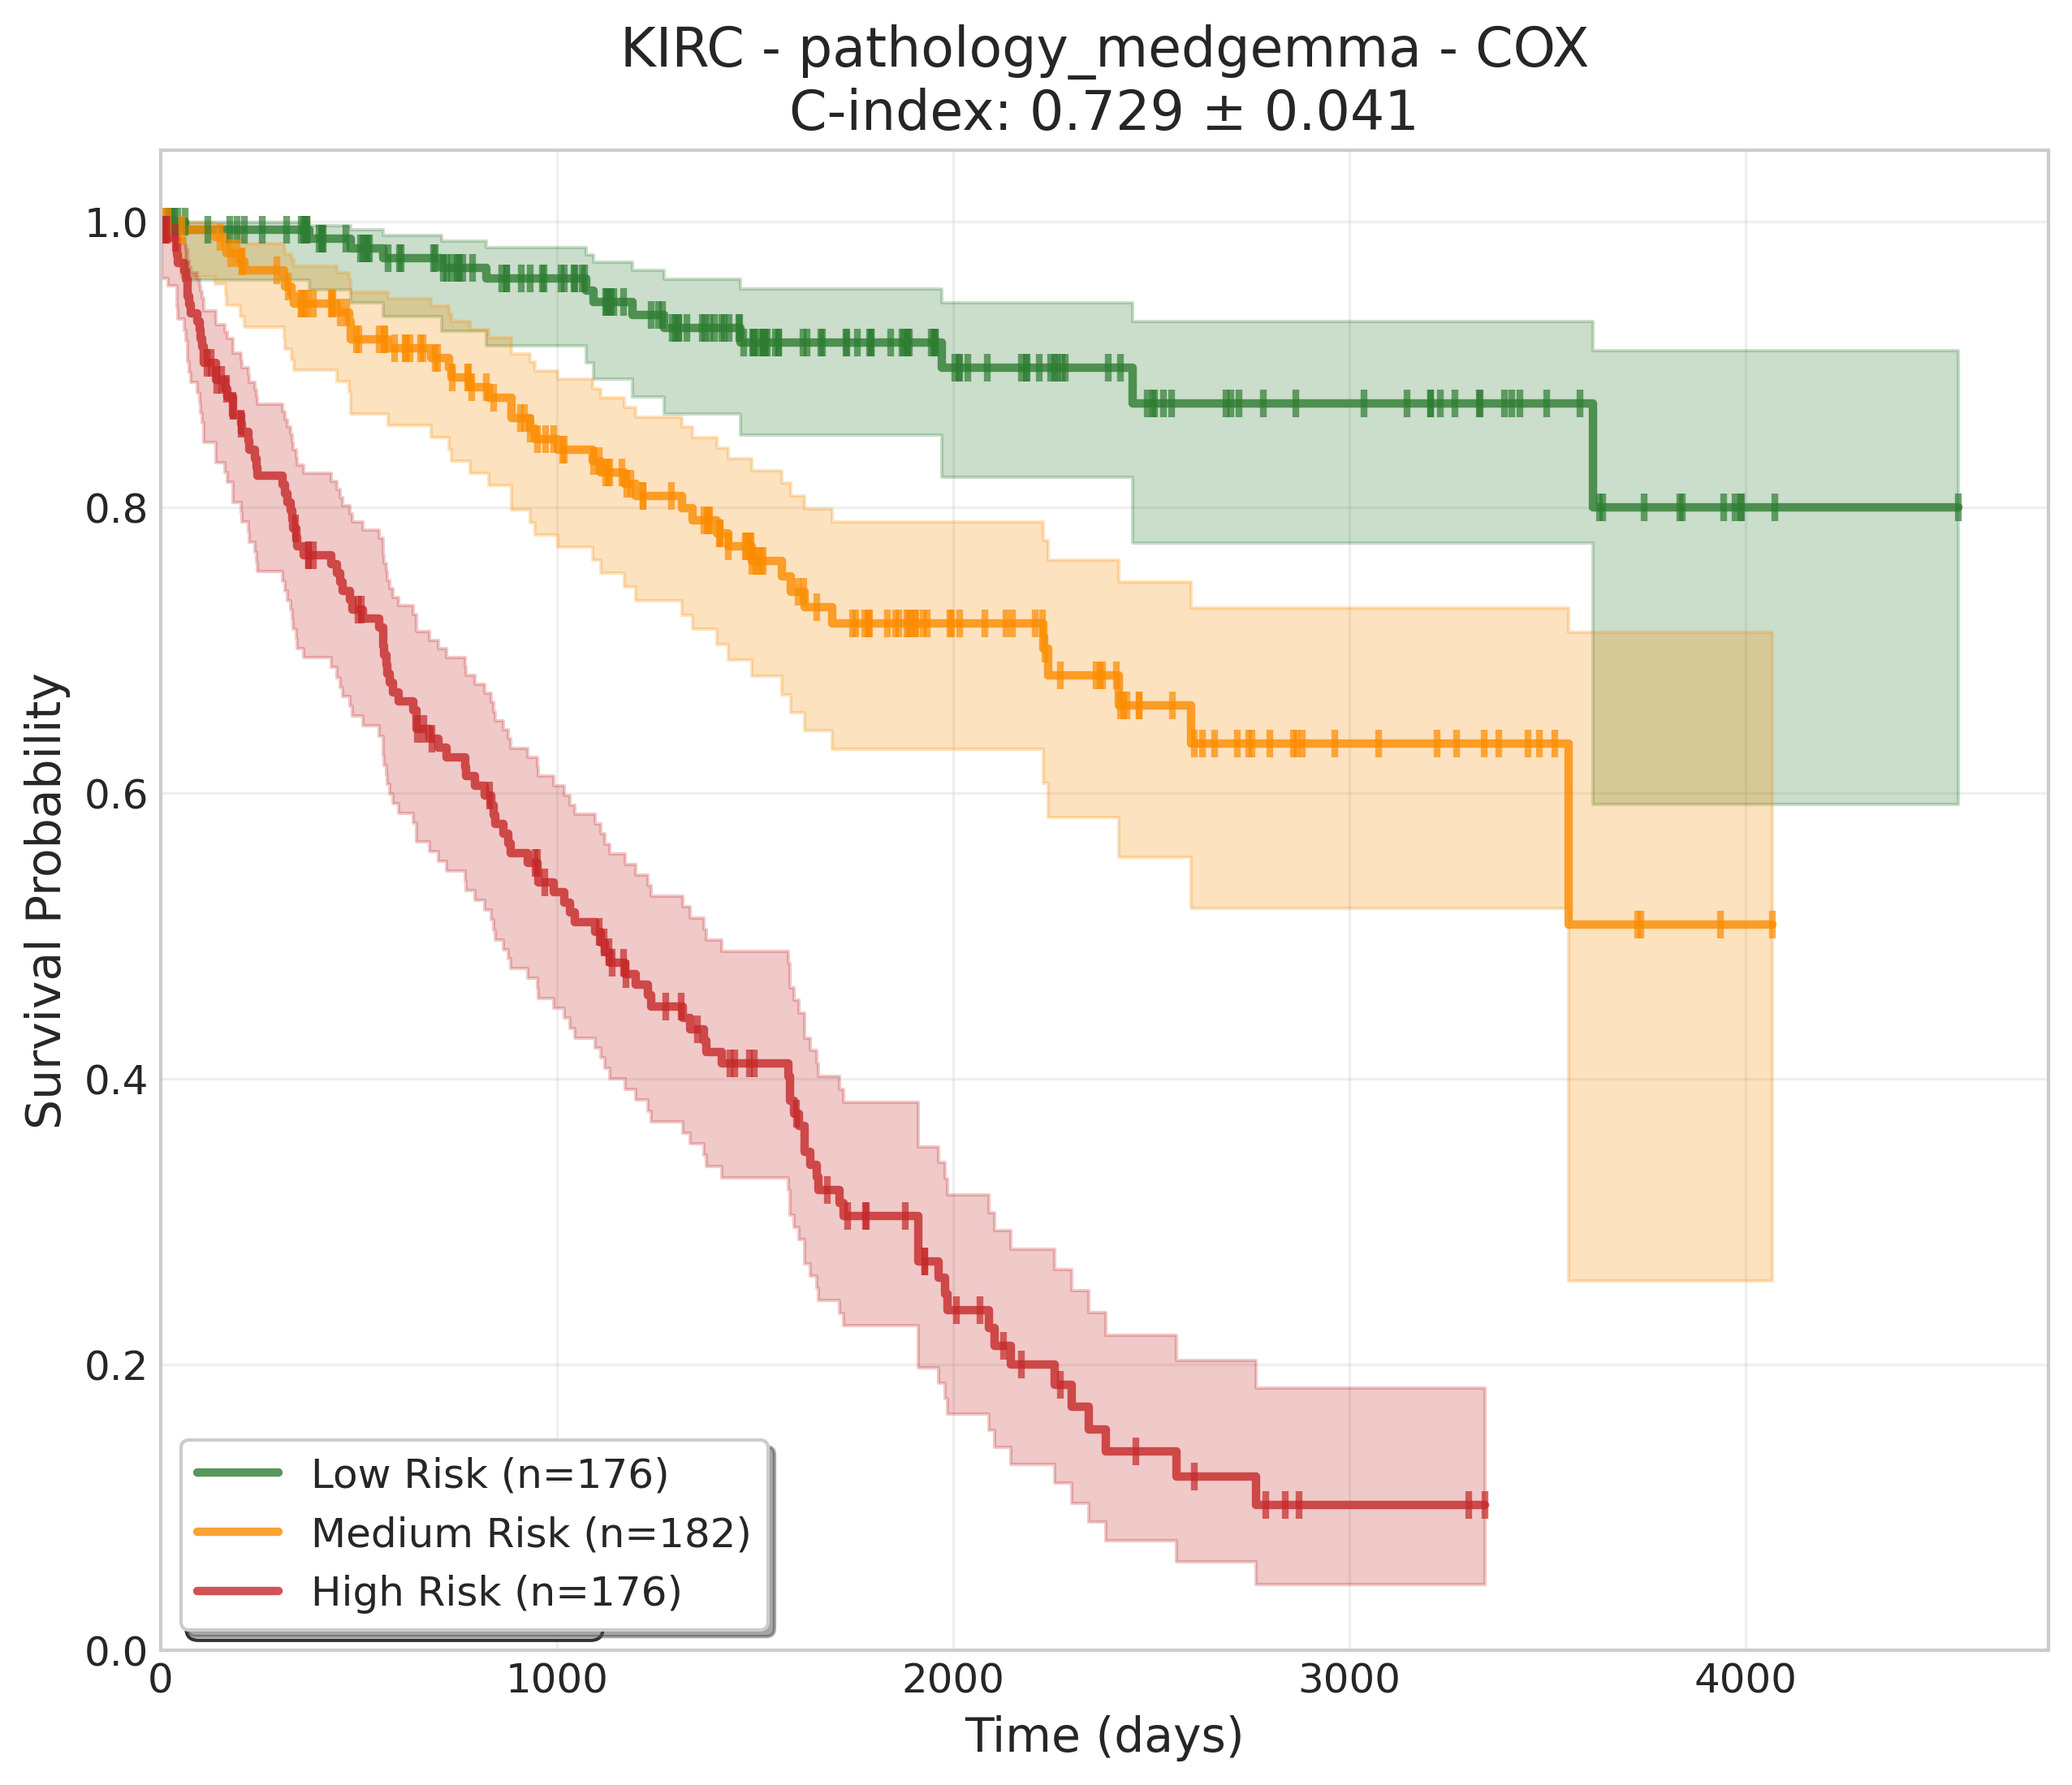 KIRC - pathology_medgemma - COX
C-index: 0.729 ± 0.041
Survival Probability
1.0
0.8
0.6
0.4
0.2
0.0
Low Risk (n=176)
Medium Risk (n=182)
High Risk (n=176)
0 1000 2000 3000 4000
Time (days)